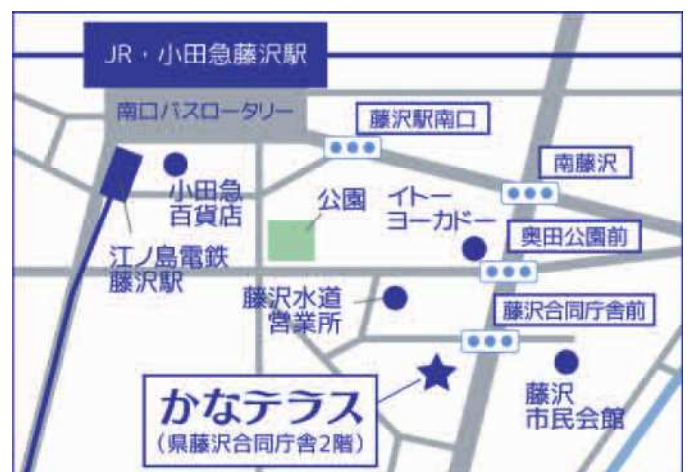 JR・小田急藤沢駅
南口バスロータリー
藤沢駅南口
南藤沢
小田急
百貨店
公園
イトー
ヨーカドー
奥田公園前
江ノ島電鉄
藤沢駅
藤沢水道
営業所
藤沢合同庁舎前
かなテラス
(県藤沢合同庁舎2階)
藤沢
市民会館